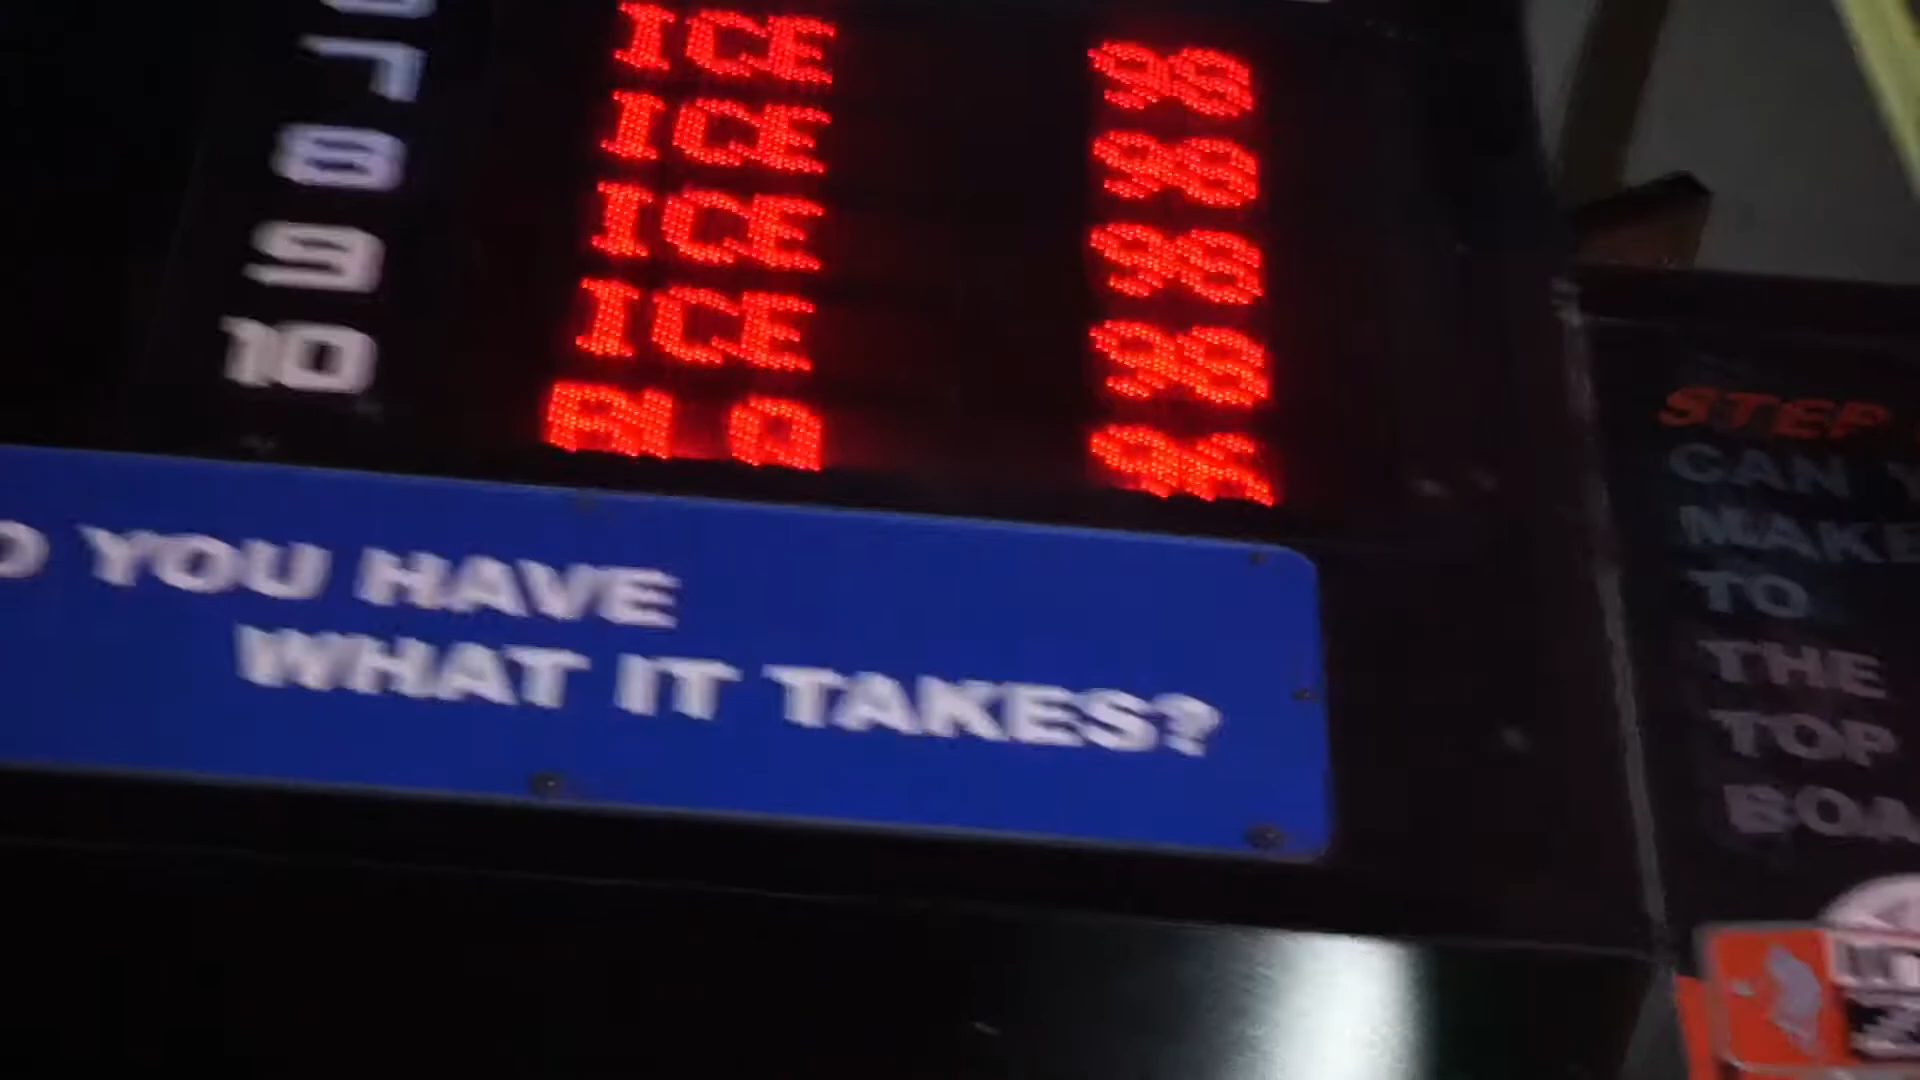 7 ICE 98
8 ICE 98
9 ICE 98
10 ICE 98
YOU HAVE
WHAT IT TAKES?
STEP
CAN
MAKE
TO
THE
TOP